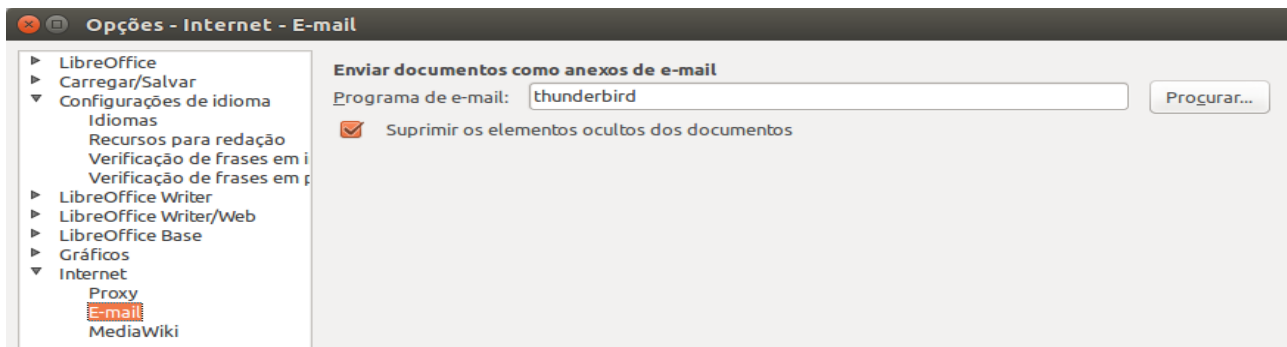 Opções - Internet - E-mail
LibreOffice
Carregar/Salvar
Configurações de idioma
Idiomas
Recursos para redação
Verificação de frases em i
Verificação de frases em p
LibreOffice Writer
LibreOffice Writer/Web
LibreOffice Base
Gráficos
Internet
Proxy
E-mail
MediaWiki
Enviar documentos como anexos de e-mail
Programa de e-mail: thunderbird Procurar...
Suprimir os elementos ocultos dos documentos